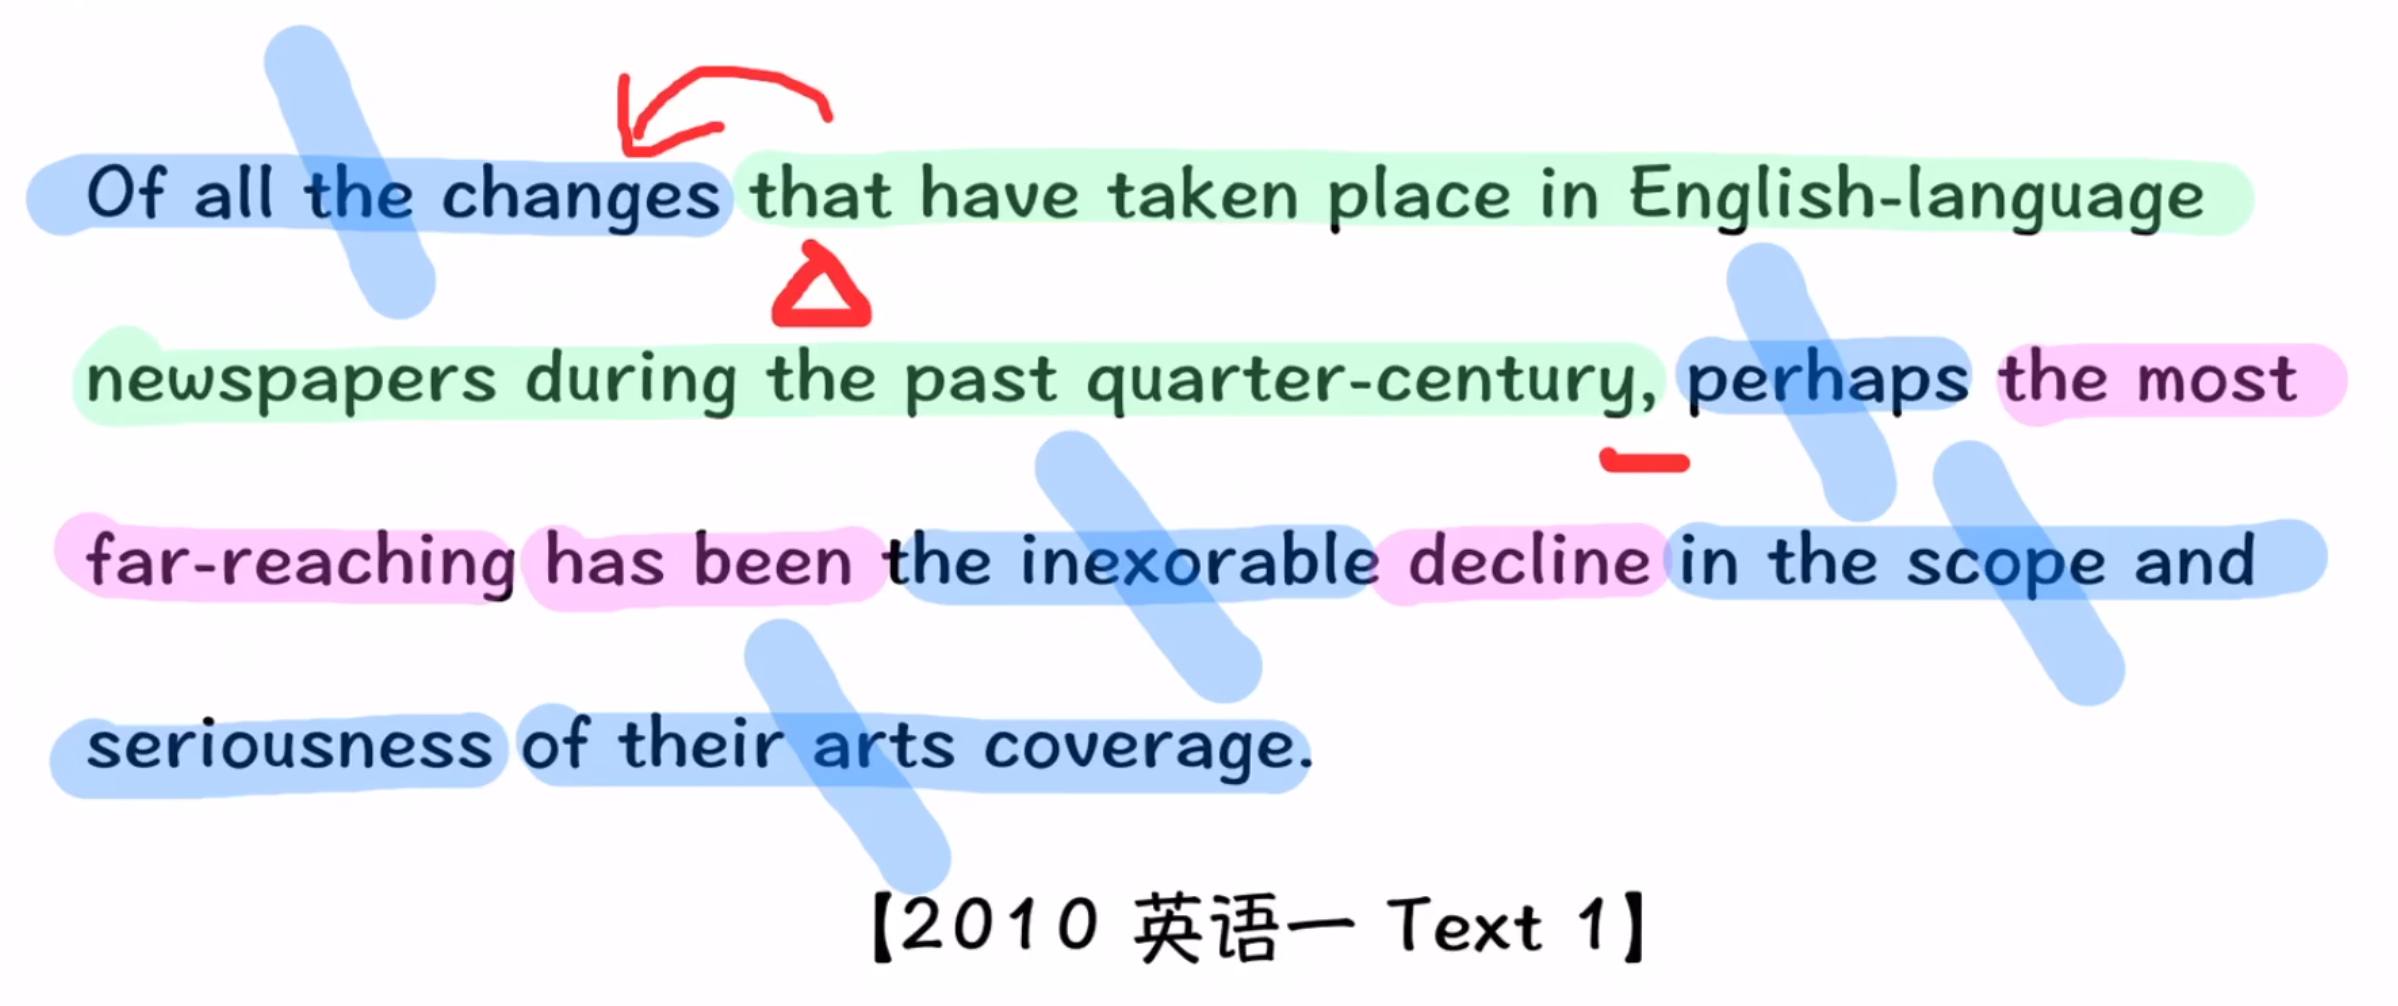 Of all the changes that have taken place in English-language
newspapers during the past quarter-century, perhaps the most
far-reaching has been the inexorable decline in the scope and
seriousness of their arts coverage.
【2010 英语一 Text 1】